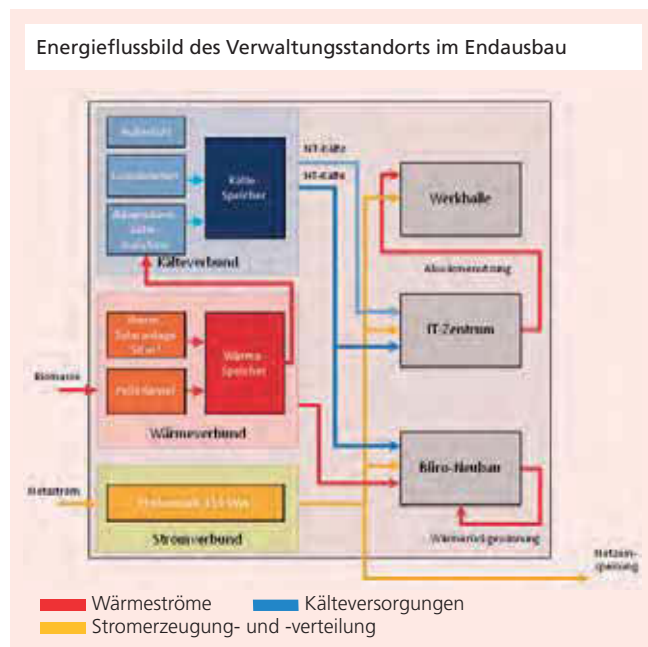 Energieflussbild des Verwaltungsstandorts im Endausbau
Kälte-
Speicher
Kälteverbund
NT-Kälte
HT-Kälte
Werkhalle
Abwärmenutzung
IT-Zentrum
Wärme-
Speicher
Biomasse
Wärmeverbund
Büro-Neubau
Netzstrom
Stromverbund
Wärmerückgewinnung
Netzein-
speisung
Wärmeströme
Kälteversorgungen
Stromerzeugung- und -verteilung